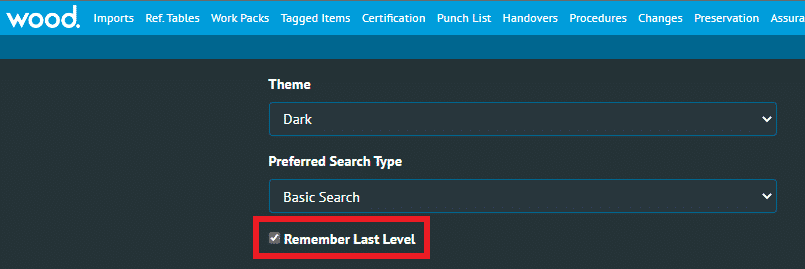 wood. Imports Ref. Tables Work Packs Tagged Items Certification Punch List Handovers Procedures Changes Preservation Assura
Theme
Dark
Preferred Search Type
Basic Search
Remember Last Level